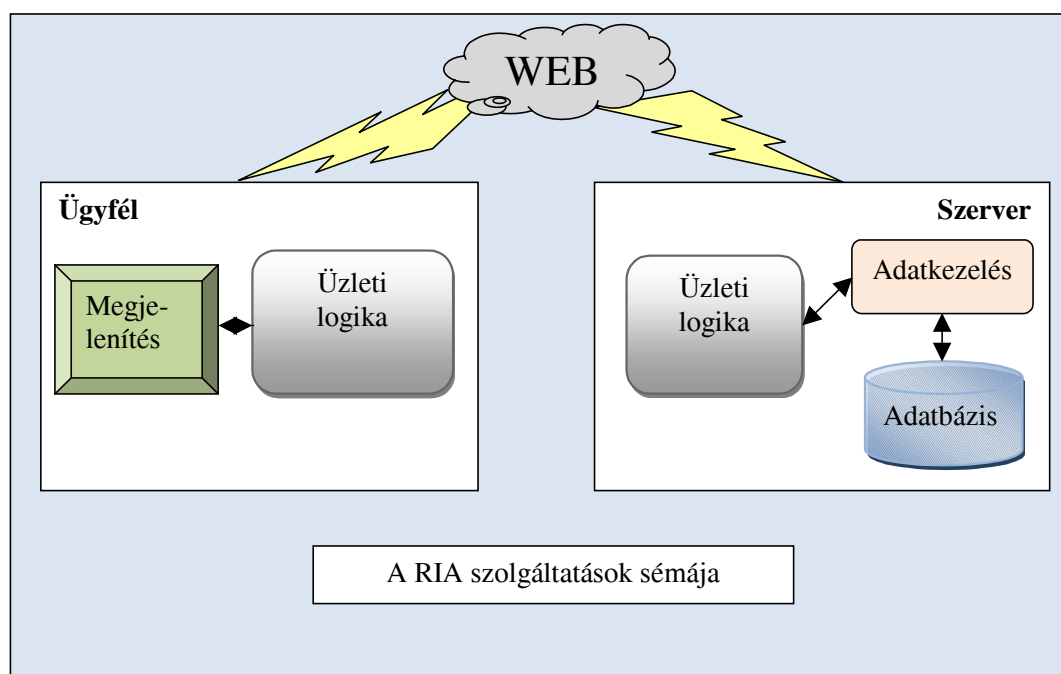 WEB
Ügyfél
Megje-
lenítés
Üzleti
logika
Szerver
Üzleti
logika
Adatkezelés
Adatbázis
A RIA szolgáltatások sémája